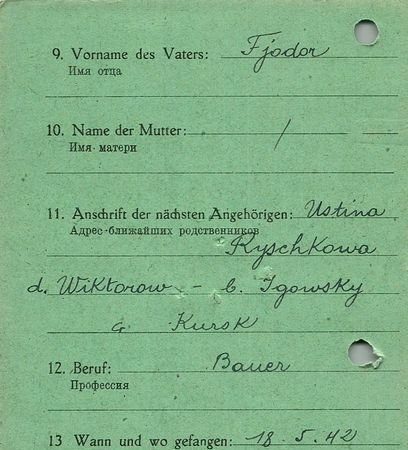 9. Vorname des Vaters: Fjodor
Имя отца
10. Name der Mutter: /
Имя матери
11. Anschrift der nächsten Angehörigen: Ustina
Адрес ближайших родственников
Ryschkowa
d. Wiktorow - b. Igowsky
G. Kursk
12. Beruf: Bauer
Профессия
13 Wann und wo gefangen: 18.5.42